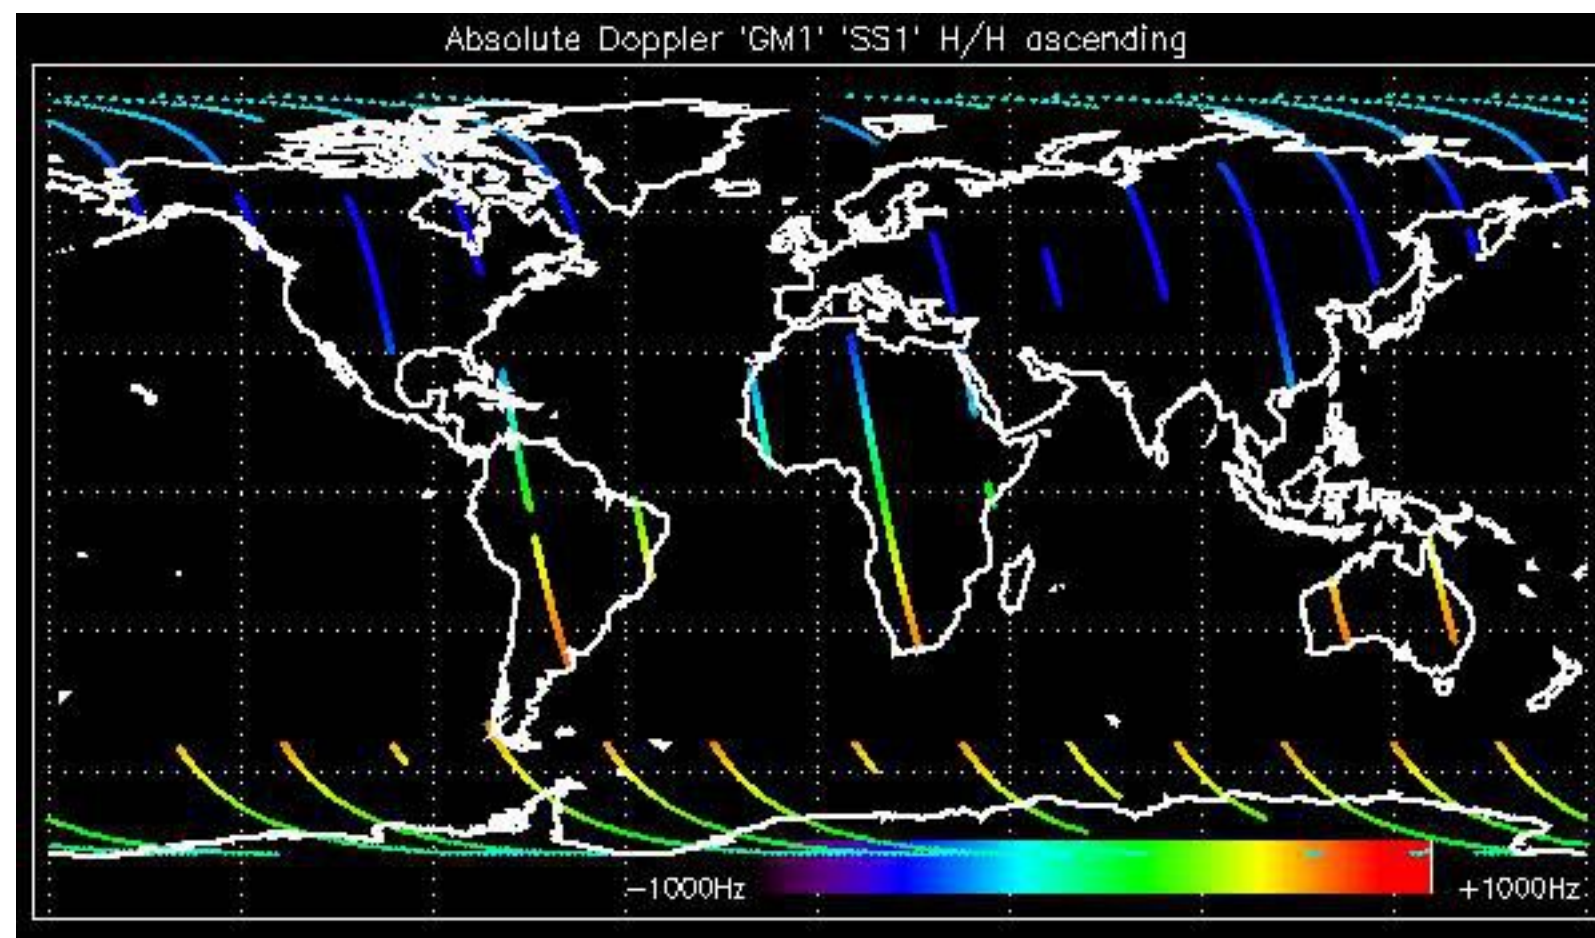 Absolute Doppler 'GM1' 'SS1' H/H ascending
-1000Hz +1000Hz